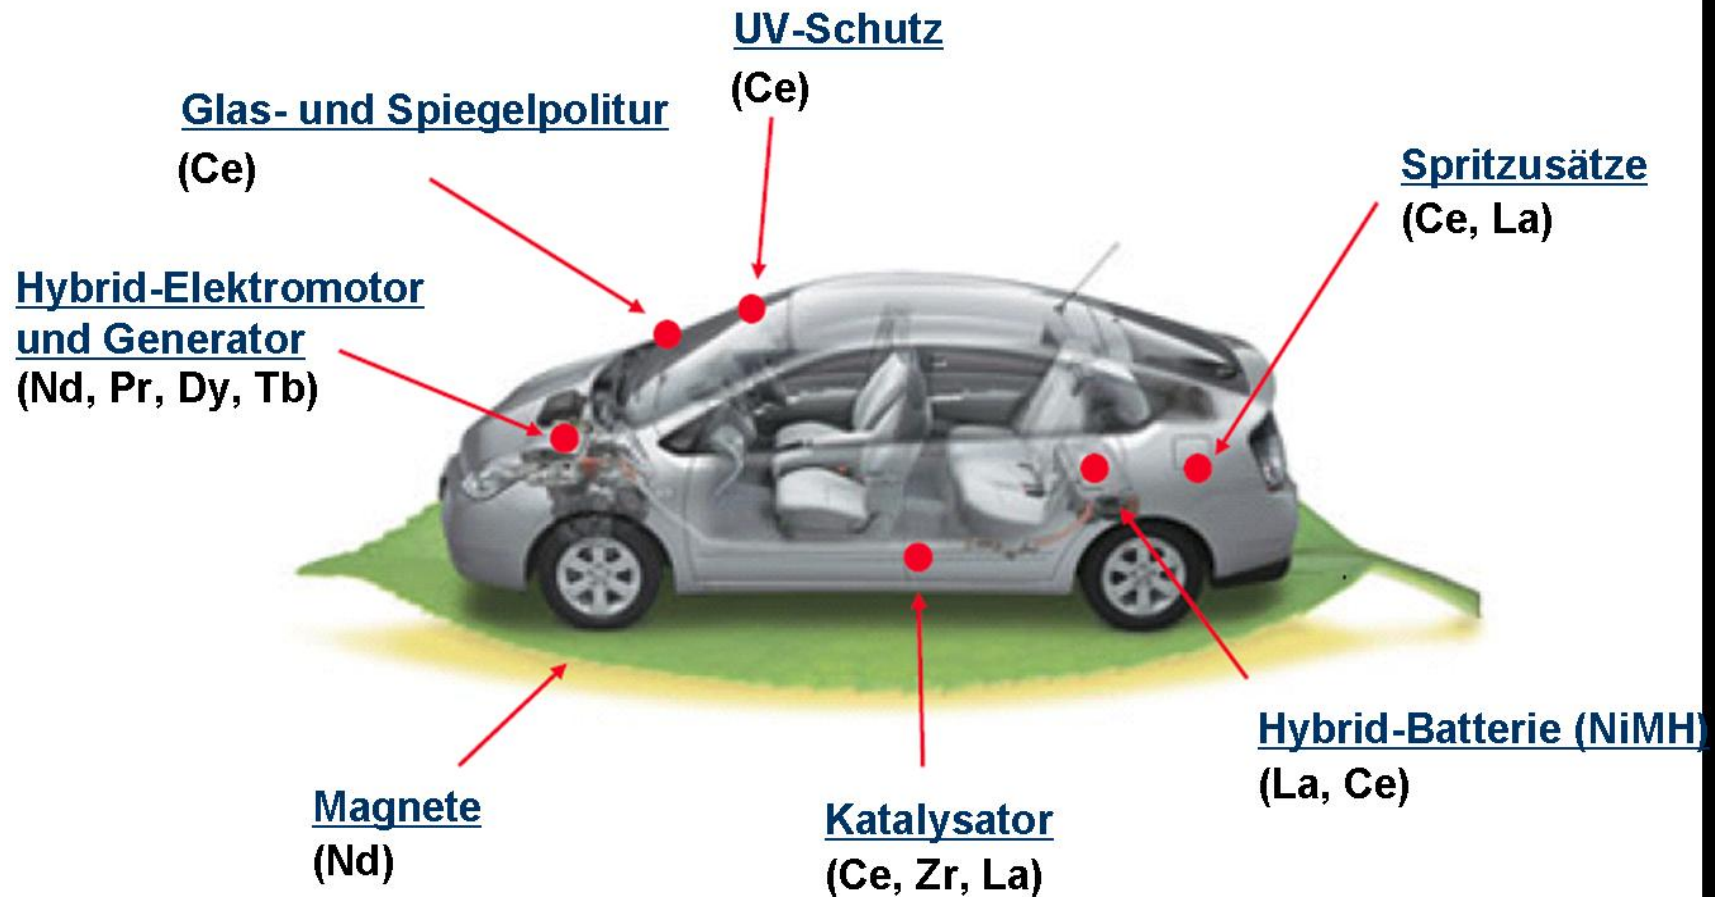 UV-Schutz
(Ce)
Glas- und Spiegelpolitur
(Ce)
Spritzusätze
(Ce, La)
Hybrid-Elektromotor
und Generator
(Nd, Pr, Dy, Tb)
Hybrid-Batterie (NiMH)
(La, Ce)
Magnete
(Nd)
Katalysator
(Ce, Zr, La)